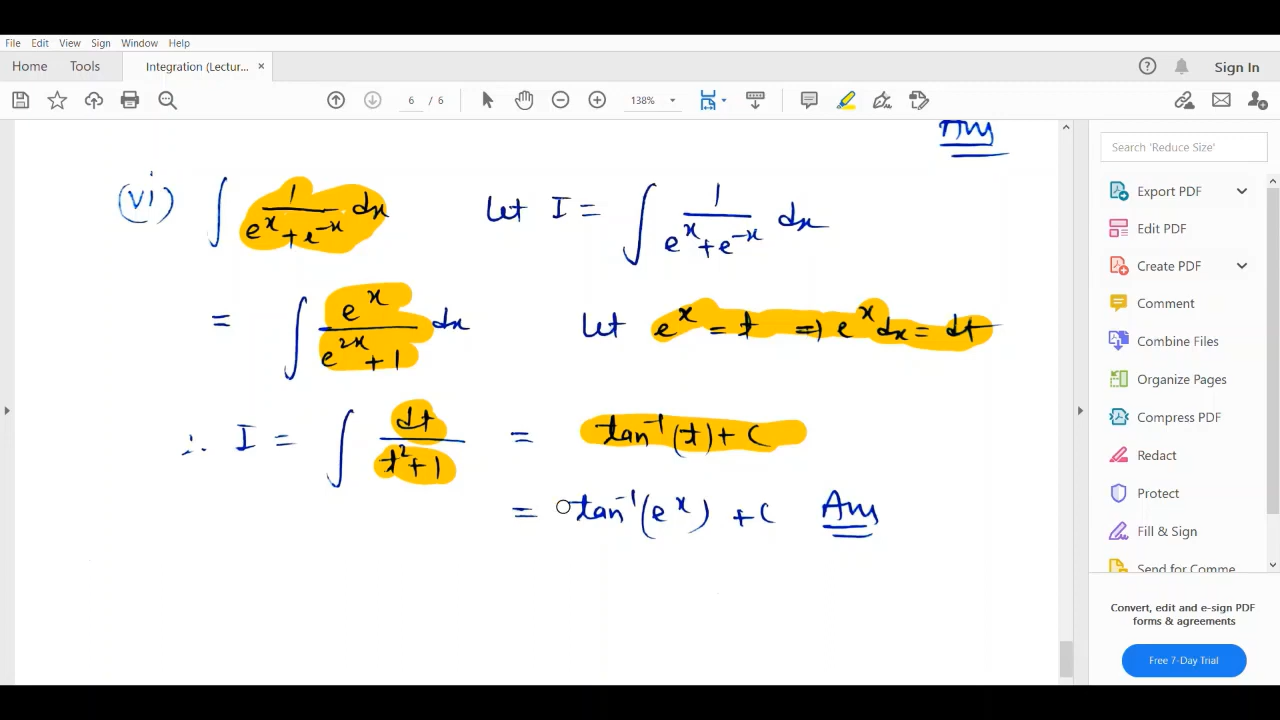 File Edit View Sign Window Help
Home Tools Integration (Lectur... × Sign In
6 / 6 138%
Ans
(vi) ∫ 1/(e^x + e^-x) dx Let I = ∫ 1/(e^x + e^-x) dx
= ∫ e^x/(e^2x + 1) dx Let e^x = t ⇒ e^x dx = dt
∴ I = ∫ dt/(t² + 1) = tan⁻¹(t) + C
= tan⁻¹(e^x) + C Ans
Search 'Reduce Size'
Export PDF
Edit PDF
Create PDF
Comment
Combine Files
Organize Pages
Compress PDF
Redact
Protect
Fill & Sign
Send for Comme
Convert, edit and e-sign PDF
forms & agreements
Free 7-Day Trial